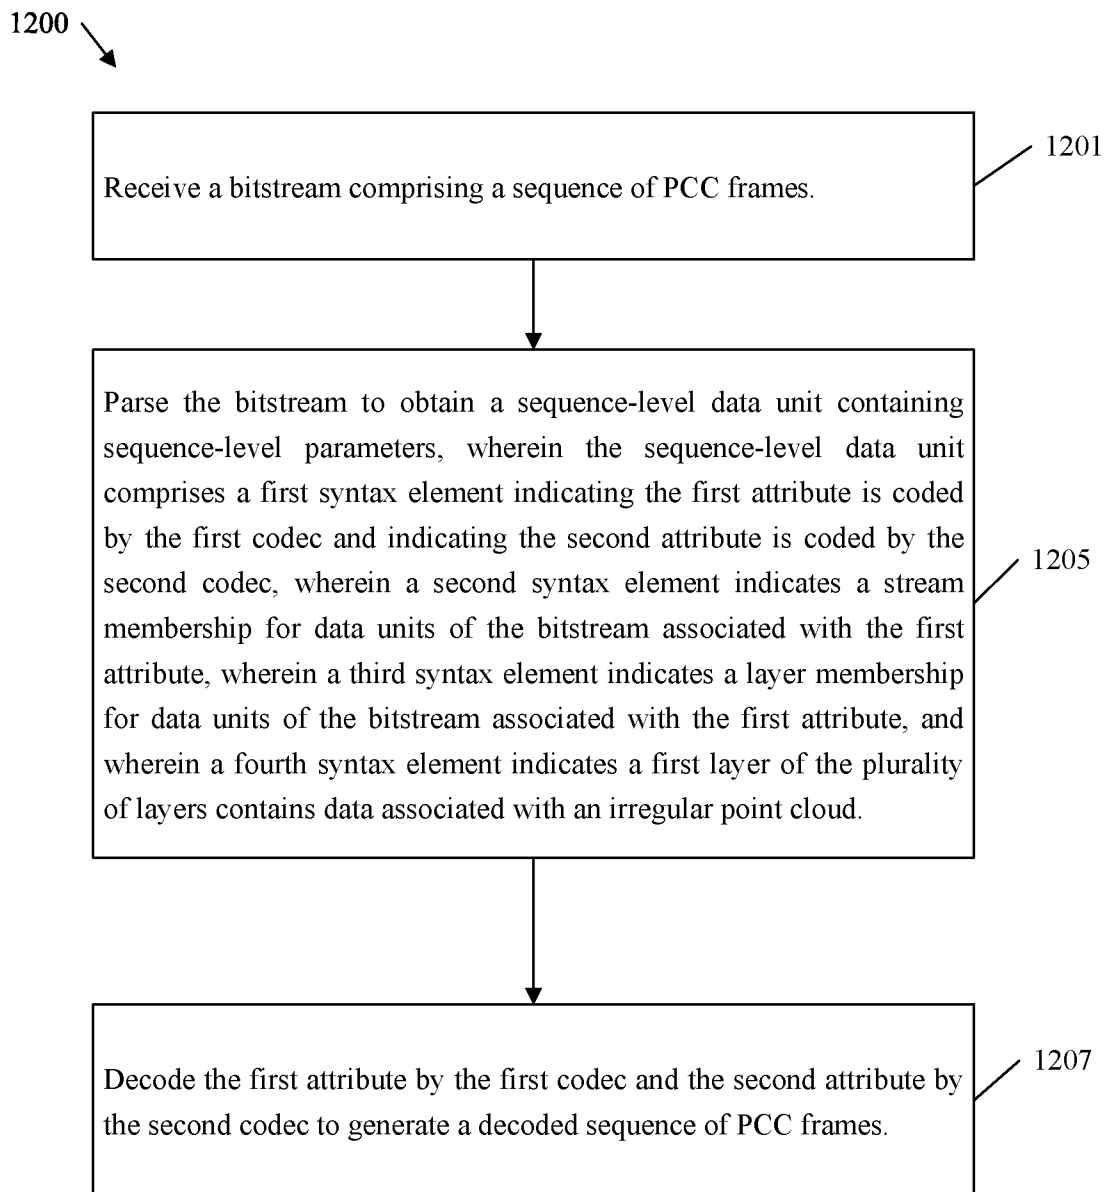 1200
1201
Receive a bitstream comprising a sequence of PCC frames.
Parse the bitstream to obtain a sequence-level data unit containing
sequence-level parameters, wherein the sequence-level data unit
comprises a first syntax element indicating the first attribute is coded
by the first codec and indicating the second attribute is coded by the
second codec, wherein a second syntax element indicates a stream
membership for data units of the bitstream associated with the first
attribute, wherein a third syntax element indicates a layer membership
for data units of the bitstream associated with the first attribute, and
wherein a fourth syntax element indicates a first layer of the plurality
of layers contains data associated with an irregular point cloud.
1205
1207
Decode the first attribute by the first codec and the second attribute by
the second codec to generate a decoded sequence of PCC frames.